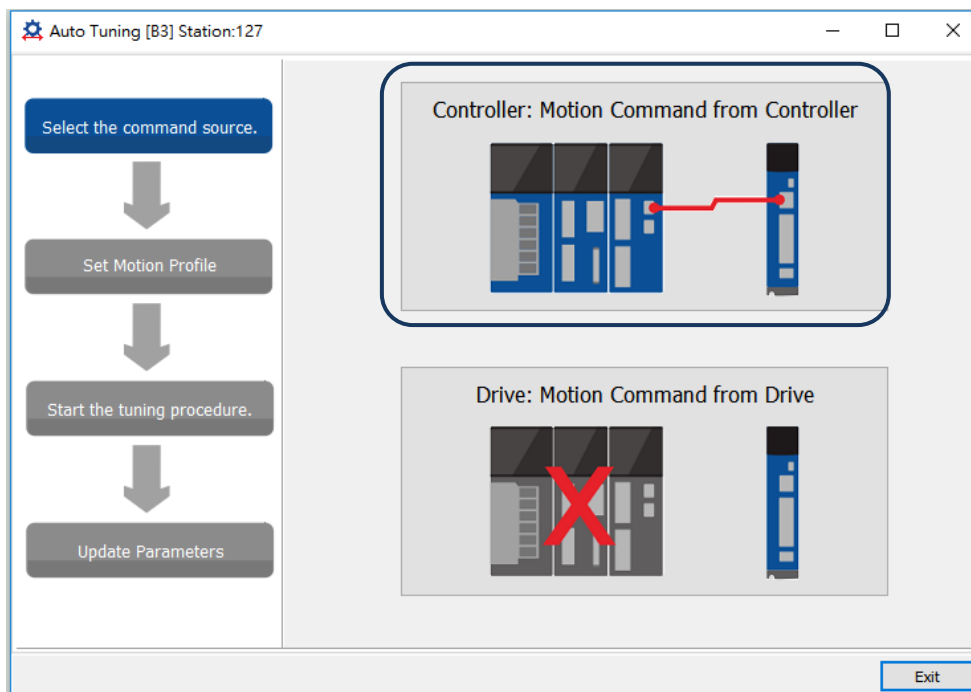 Auto Tuning [B3] Station:127
Select the command source.
Set Motion Profile
Start the tuning procedure.
Update Parameters
Controller: Motion Command from Controller
Drive: Motion Command from Drive
Exit